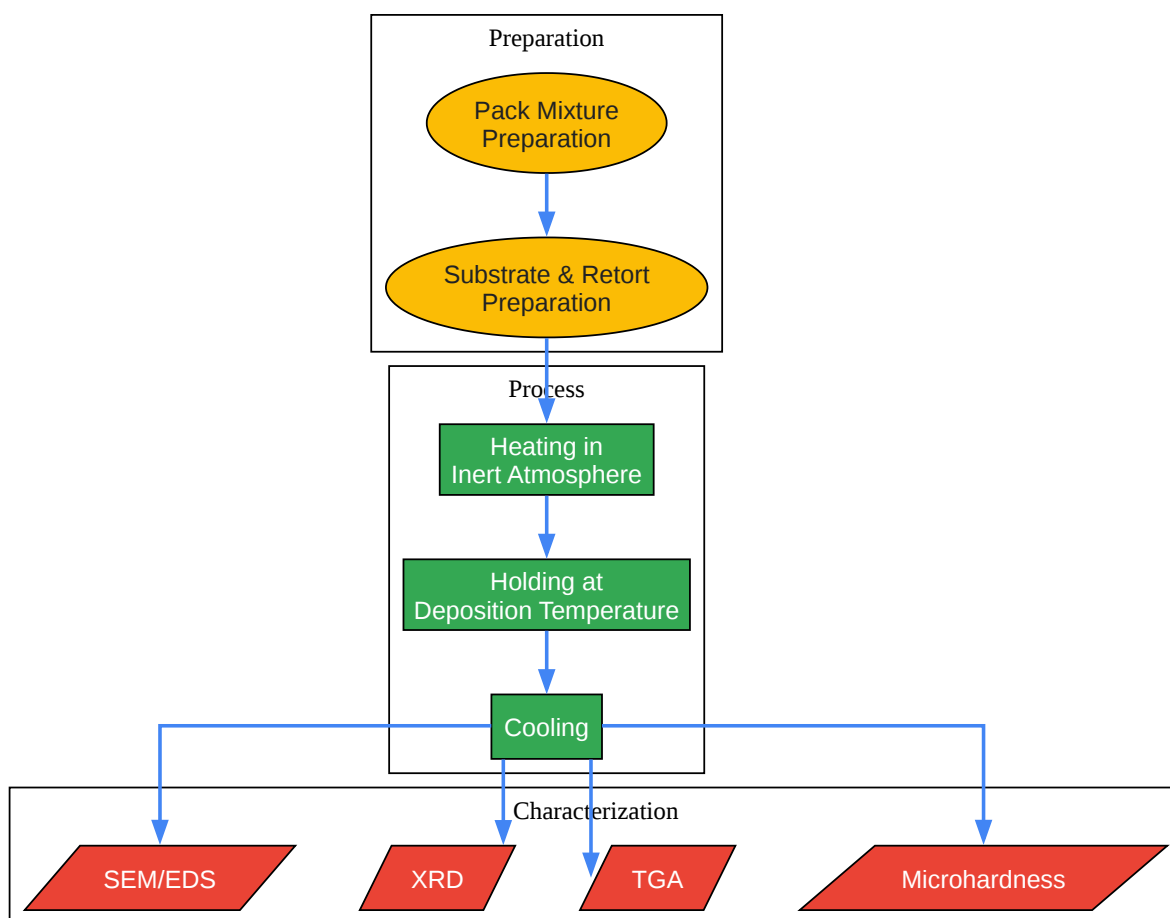 Preparation
Pack Mixture
Preparation
Substrate & Retort
Preparation
Process
Heating in
Inert Atmosphere
Holding at
Deposition Temperature
Cooling
Characterization
SEM/EDS
XRD
TGA
Microhardness